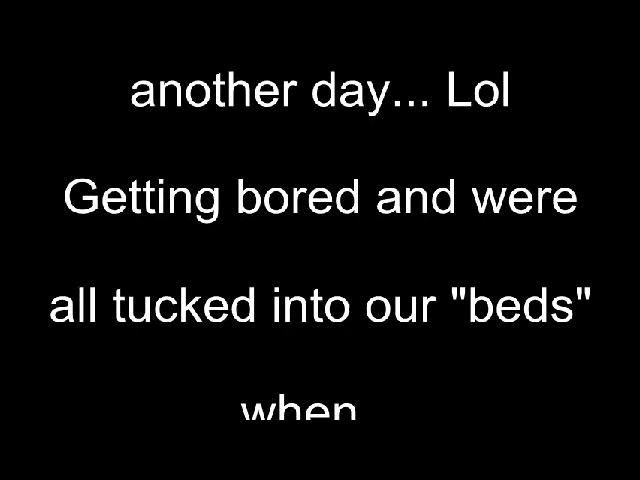 another day... Lol
Getting bored and were
all tucked into our "beds"
when